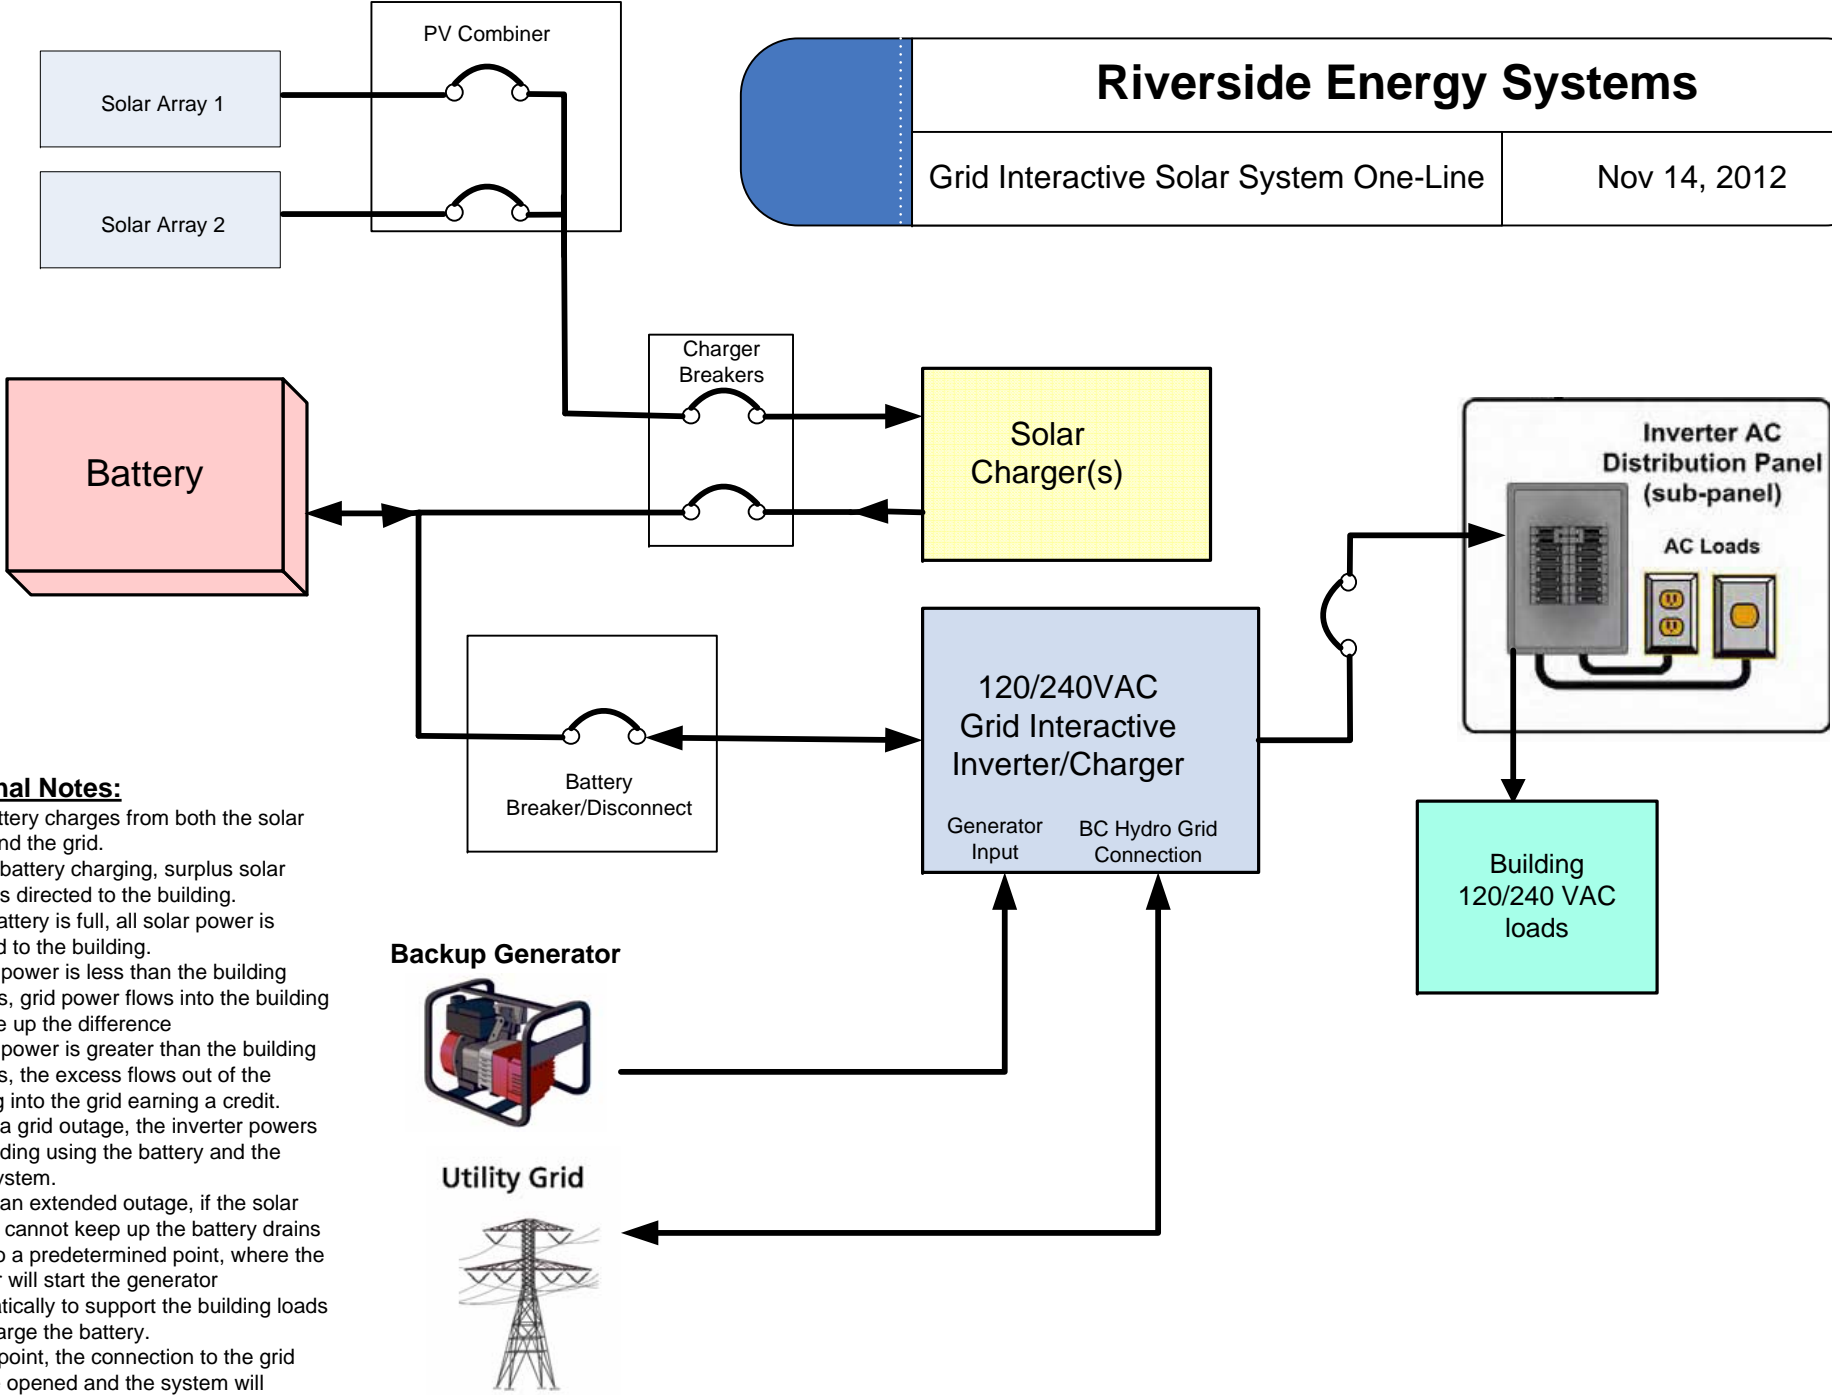 PV Combiner
Solar Array 1
Solar Array 2
Riverside Energy Systems
Grid Interactive Solar System One-Line
Nov 14, 2012
Charger
Breakers
Battery
Solar
Charger(s)
Inverter AC
Distribution Panel
(sub-panel)
AC Loads
120/240VAC
Grid Interactive
Inverter/Charger
Generator
Input
BC Hydro Grid
Connection
Battery
Breaker/Disconnect
Building
120/240 VAC
loads
Backup Generator
Utility Grid
nal Notes:
ttery charges from both the solar
nd the grid.
battery charging, surplus solar
s directed to the building.
attery is full, all solar power is
d to the building.
power is less than the building
s, grid power flows into the building
e up the difference
power is greater than the building
s, the excess flows out of the
g into the grid earning a credit.
a grid outage, the inverter powers
ding using the battery and the
ystem.
an extended outage, if the solar
cannot keep up the battery drains
o a predetermined point, where the
r will start the generator
atically to support the building loads
arge the battery.
point, the connection to the grid
opened and the system will